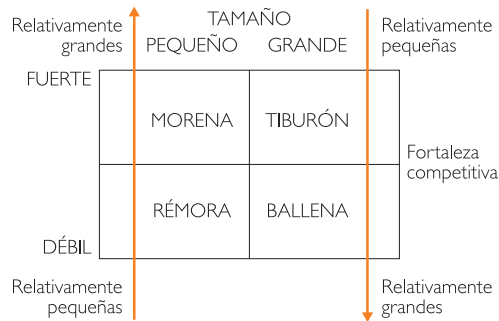 TAMAÑO
Relativamente
grandes
PEQUEÑO GRANDE
Relativamente
pequeñas
FUERTE
MORENA TIBURÓN
Fortaleza
competitiva
RÉMORA BALLENA
DÉBIL
Relativamente
pequeñas
Relativamente
grandes